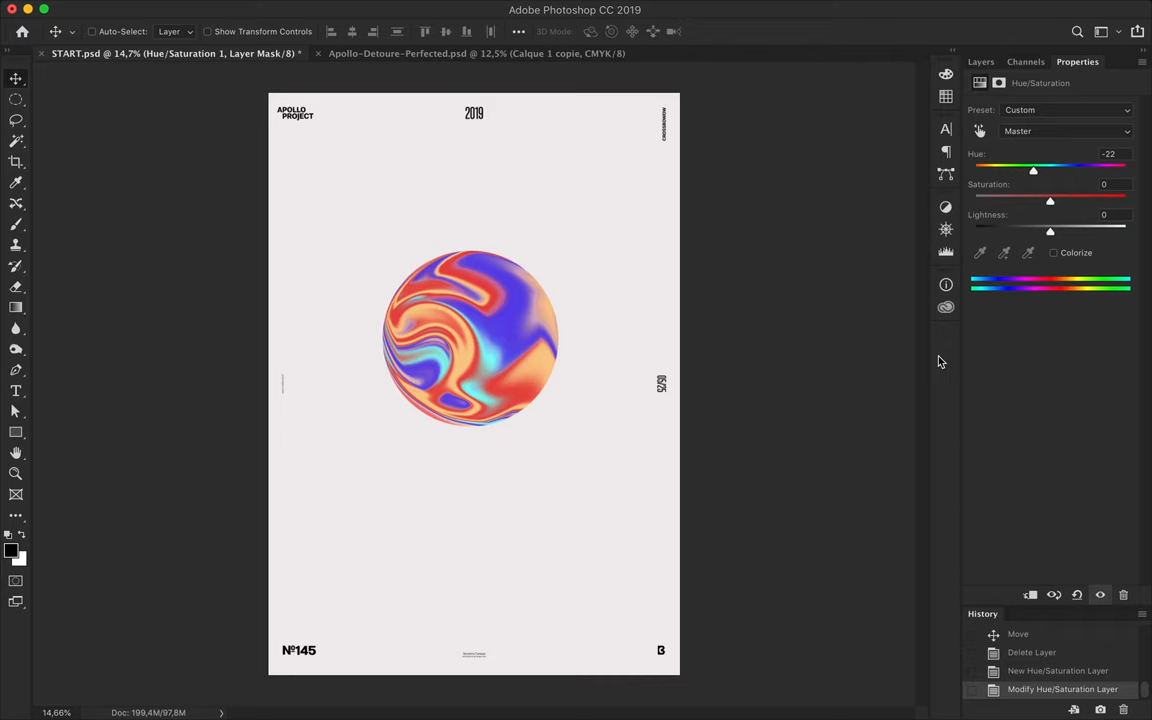 Adobe Photoshop CC 2019
Auto-Select: Layer Show Transform Controls 3D Mode:
START.psd @ 14,7% (Hue/Saturation 1, Layer Mask/8) *
Apollo-Detoure-Perfected.psd @ 12,5% (Calque 1 copie, CMYK/8)
Layers Channels Properties
Hue/Saturation
Preset: Custom
Master
Hue: -22
Saturation: 0
Lightness: 0
Colorize
APOLLO
PROJECT
2019
CROSSBOWOW
05/25
Nº145
B
History
Move
Delete Layer
New Hue/Saturation Layer
Modify Hue/Saturation Layer
14,66% Doc: 199,4M/97,8M